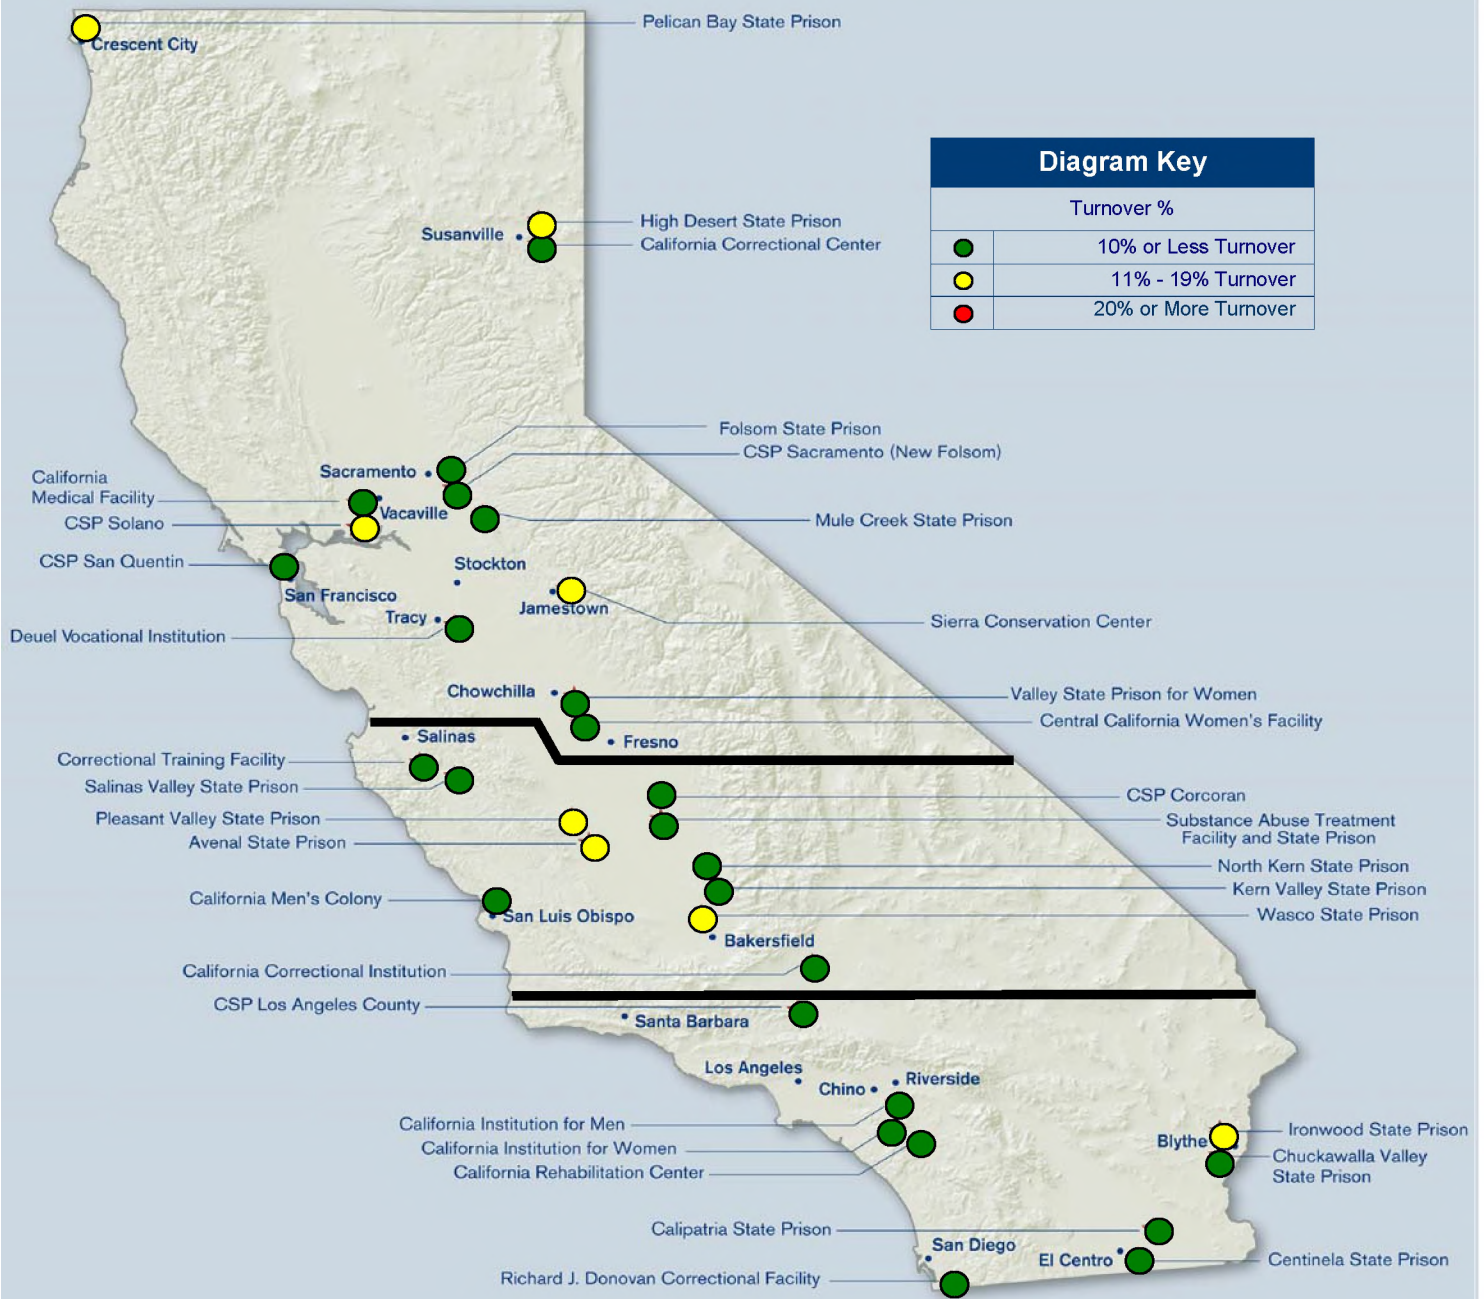 Pelican Bay State Prison
Crescent City
Diagram Key
Turnover %
10% or Less Turnover
11% - 19% Turnover
20% or More Turnover
High Desert State Prison
Susanville
California Correctional Center
Folsom State Prison
CSP Sacramento (New Folsom)
Sacramento
California
Medical Facility
Vacaville
CSP Solano
Mule Creek State Prison
CSP San Quentin
Stockton
San Francisco
Jamestown
Tracy
Sierra Conservation Center
Deuel Vocational Institution
Chowchilla
Valley State Prison for Women
Central California Women's Facility
Salinas
Fresno
Correctional Training Facility
Salinas Valley State Prison
CSP Corcoran
Pleasant Valley State Prison
Substance Abuse Treatment
Facility and State Prison
Avenal State Prison
North Kern State Prison
Kern Valley State Prison
California Men's Colony
San Luis Obispo
Wasco State Prison
Bakersfield
California Correctional Institution
CSP Los Angeles County
Santa Barbara
Los Angeles
Chino
Riverside
California Institution for Men
California Institution for Women
California Rehabilitation Center
Ironwood State Prison
Blythe
Chuckawalla Valley
State Prison
Calipatria State Prison
San Diego
El Centro
Centinela State Prison
Richard J. Donovan Correctional Facility